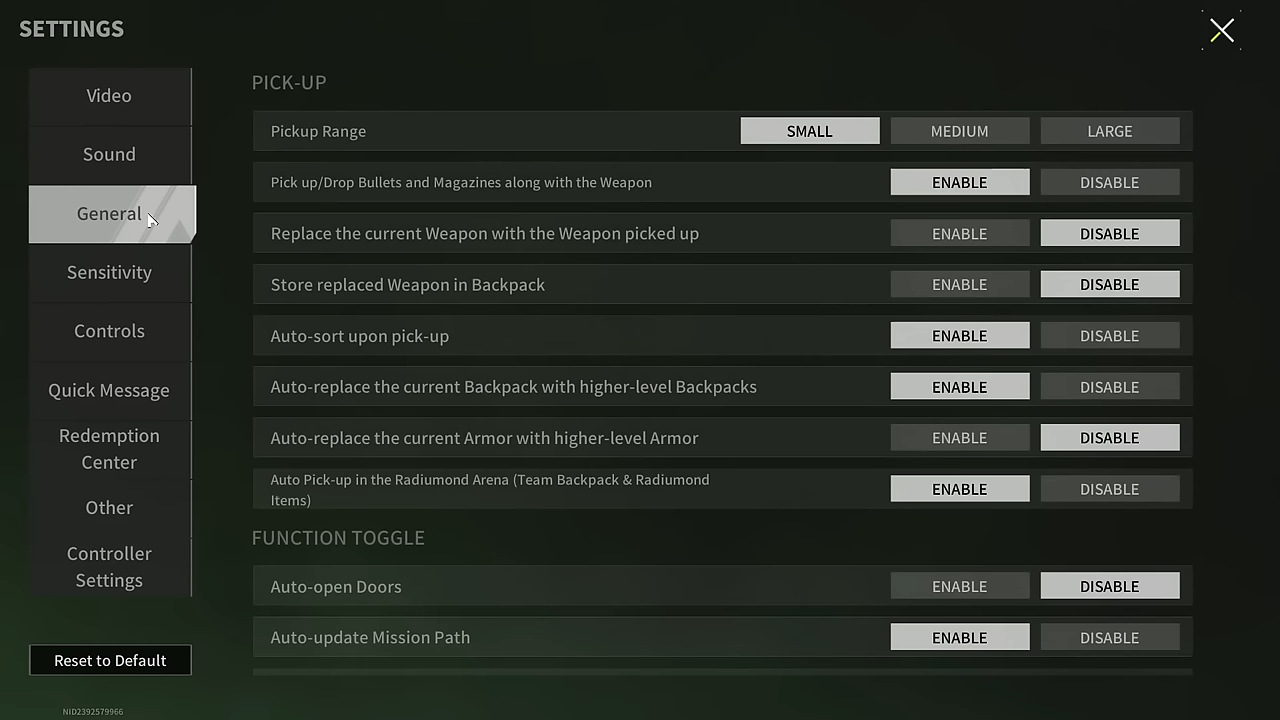 SETTINGS
Video
Sound
General
Sensitivity
Controls
Quick Message
Redemption
Center
Other
Controller
Settings
Reset to Default
NID2392579966
PICK-UP
Pickup Range SMALL MEDIUM LARGE
Pick up/Drop Bullets and Magazines along with the Weapon ENABLE DISABLE
Replace the current Weapon with the Weapon picked up ENABLE DISABLE
Store replaced Weapon in Backpack ENABLE DISABLE
Auto-sort upon pick-up ENABLE DISABLE
Auto-replace the current Backpack with higher-level Backpacks ENABLE DISABLE
Auto-replace the current Armor with higher-level Armor ENABLE DISABLE
Auto Pick-up in the Radiumond Arena (Team Backpack & Radiumond
Items) ENABLE DISABLE
FUNCTION TOGGLE
Auto-open Doors ENABLE DISABLE
Auto-update Mission Path ENABLE DISABLE